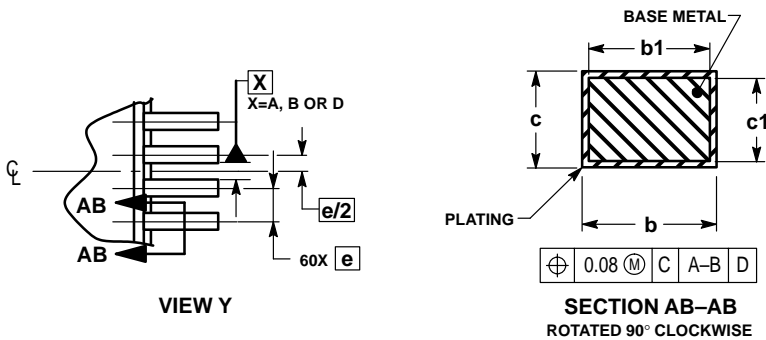 X
X=A, B OR D
℄
AB
AB
e/2
60X e
VIEW Y
BASE METAL
b1
c
c1
PLATING
b
⌖ 0.08 Ⓜ C A–B D
SECTION AB–AB
ROTATED 90° CLOCKWISE